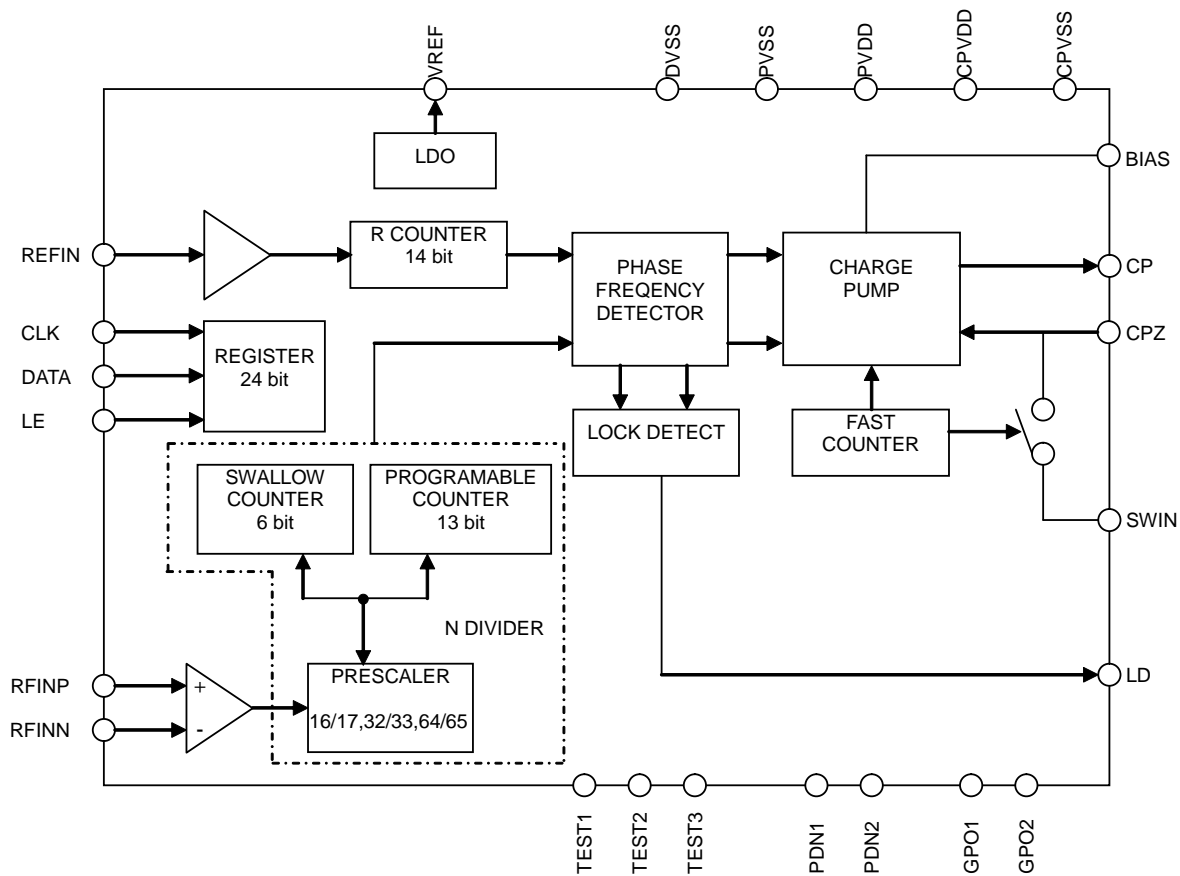 VREF
DVSS
PVSS
PVDD
CPVDD
CPVSS
LDO
BIAS
REFIN
R COUNTER
14 bit
PHASE
FREQENCY
DETECTOR
CHARGE
PUMP
CP
CLK
DATA
LE
REGISTER
24 bit
CPZ
LOCK DETECT
FAST
COUNTER
SWALLOW
COUNTER
6 bit
PROGRAMABLE
COUNTER
13 bit
SWIN
N DIVIDER
RFINP
RFINN
+
-
PRESCALER
16/17,32/33,64/65
LD
TEST1
TEST2
TEST3
PDN1
PDN2
GPO1
GPO2